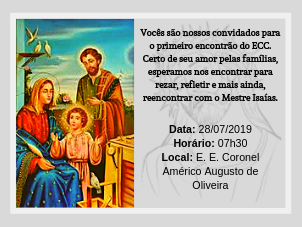 Vocês são nossos convidados para
o primeiro encontrão do ECC.
Certo de seu amor pelas famílias,
esperamos nos encontrar para
rezar, refletir e mais ainda,
reencontrar com o Mestre Isaías.
Data: 28/07/2019
Horário: 07h30
Local: E. E. Coronel
Américo Augusto de
Oliveira